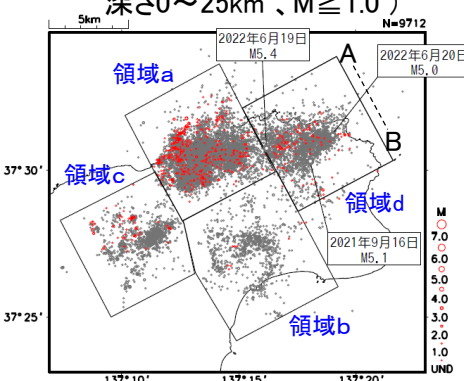 深さ0～25km 、M≧1.0 )
5km
N=9712
2022年6月19日
M5.4
A
2022年6月20日
M5.0
領域a
B
37°30′
領域c
領域d
2021年9月16日
M5.1
M
7.0
6.0
5.0
4.0
3.0
2.0
1.0
UND
37°25′
領域b
137°10′
137°15′
137°20′